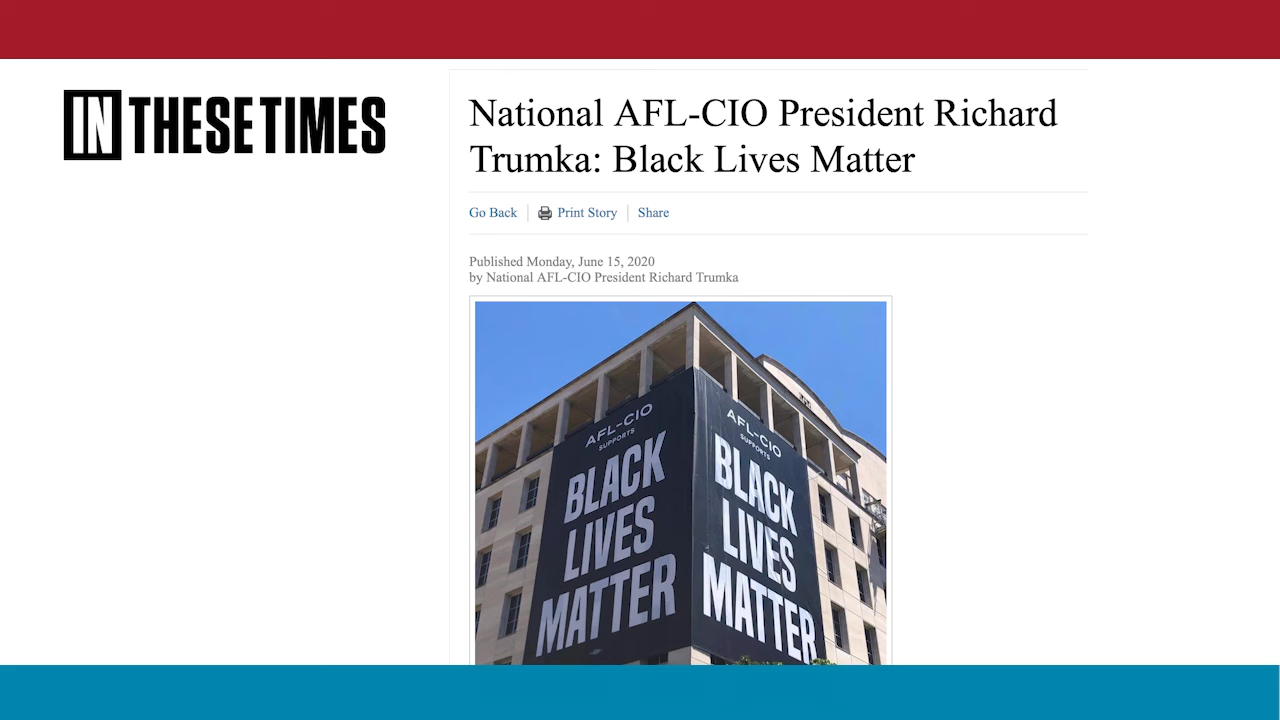 IN THESE TIMES
National AFL-CIO President Richard
Trumka: Black Lives Matter
Go Back
Print Story
Share
Published Monday, June 15, 2020
by National AFL-CIO President Richard Trumka
AFL-CIO
SUPPORTS
BLACK
LIVES
MATTER
AFL-CIO
SUPPORTS
BLACK
LIVES
MATTER